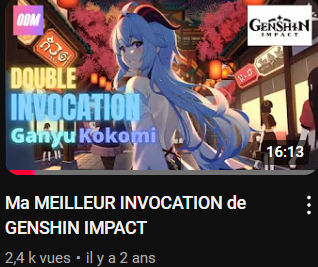 ODM
GENSHIN
IMPACT
DOUBLE
INVOCATION
Ganyu Kokomi
16:13
Ma MEILLEUR INVOCATION de
GENSHIN IMPACT
2,4 k vues • il y a 2 ans